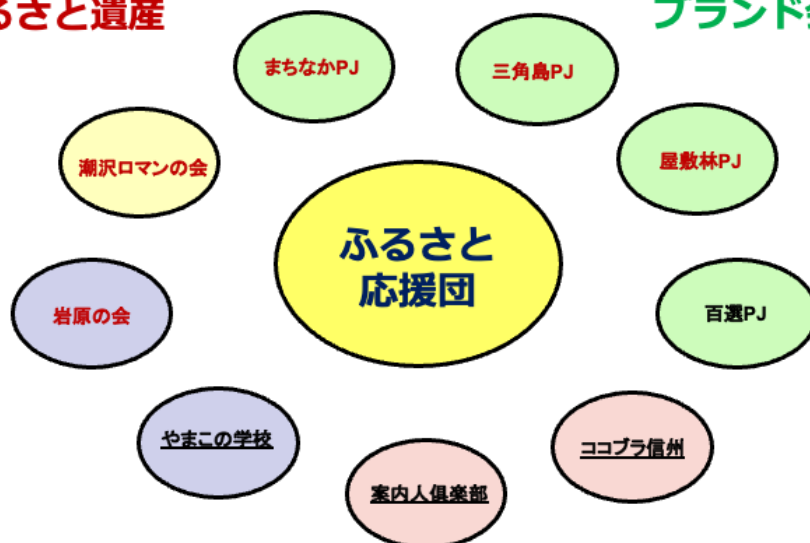 るさと遺産
ブランド
まちなかPJ
三角島PJ
潮沢ロマンの会
屋敷林PJ
ふるさと
応援団
岩原の会
百選PJ
やまこの学校
ココブラ信州
案内人倶楽部